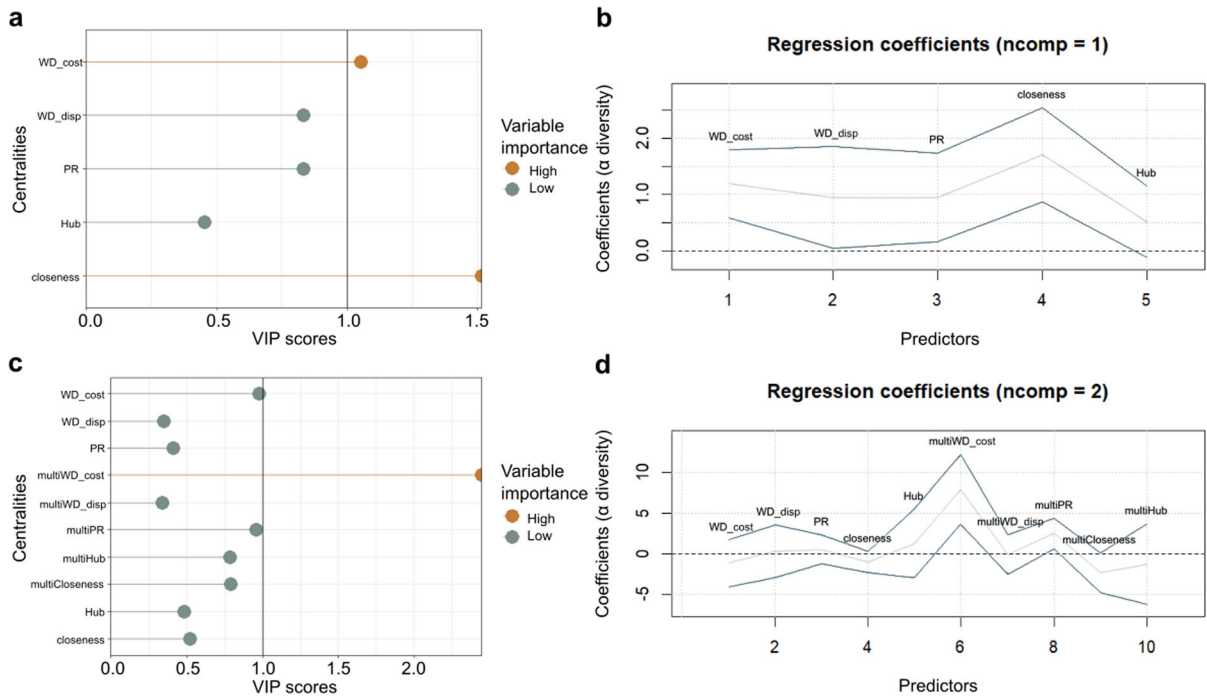 a
WD_cost
WD_disp
PR
Hub
closeness
Centralities
0.0 0.5 1.0 1.5
VIP scores
Variable
importance
High
Low
b
Regression coefficients (ncomp = 1)
Coefficients (α diversity)
2.0
1.0
0.0
WD_cost
WD_disp
PR
closeness
Hub
1 2 3 4 5
Predictors
c
WD_cost
WD_disp
PR
multiWD_cost
multiWD_disp
multiPR
multiHub
multiCloseness
Hub
closeness
Centralities
0.0 0.5 1.0 1.5 2.0
VIP scores
Variable
importance
High
Low
d
Regression coefficients (ncomp = 2)
Coefficients (α diversity)
10
5
0
-5
WD_cost
WD_disp
PR
closeness
Hub
multiWD_cost
multiWD_disp
multiPR
multiCloseness
multiHub
2 4 6 8 10
Predictors